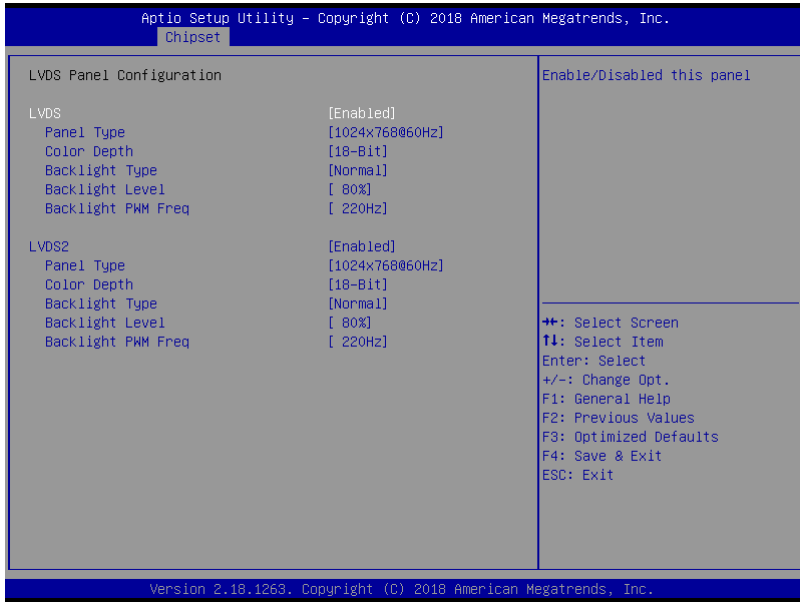 Aptio Setup Utility – Copyright (C) 2018 American Megatrends, Inc.
Chipset
LVDS Panel Configuration
LVDS [Enabled]
Panel Type [1024x768@60Hz]
Color Depth [18-Bit]
Backlight Type [Normal]
Backlight Level [ 80%]
Backlight PWM Freq [ 220Hz]
LVDS2 [Enabled]
Panel Type [1024x768@60Hz]
Color Depth [18-Bit]
Backlight Type [Normal]
Backlight Level [ 80%]
Backlight PWM Freq [ 220Hz]
Enable/Disabled this panel
→←: Select Screen
↑↓: Select Item
Enter: Select
+/-: Change Opt.
F1: General Help
F2: Previous Values
F3: Optimized Defaults
F4: Save & Exit
ESC: Exit
Version 2.18.1263. Copyright (C) 2018 American Megatrends, Inc.